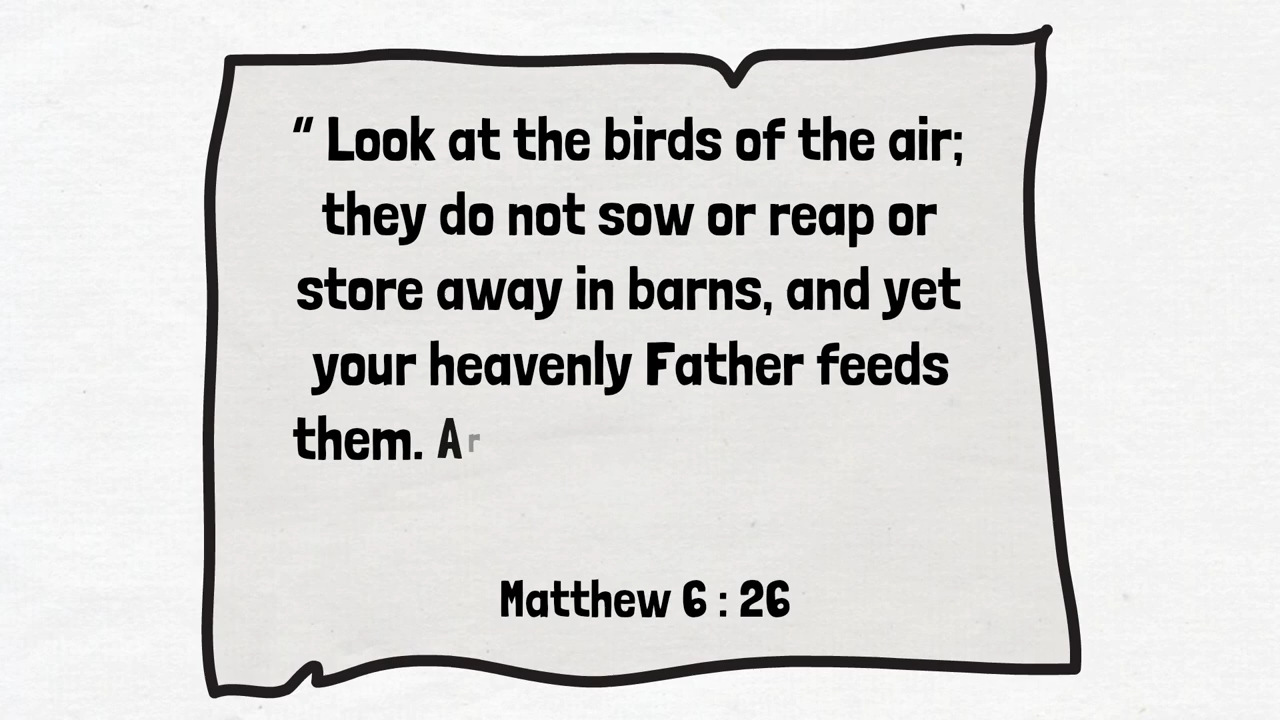 “ Look at the birds of the air;
they do not sow or reap or
store away in barns, and yet
your heavenly Father feeds
them. Ar
Matthew 6 : 26